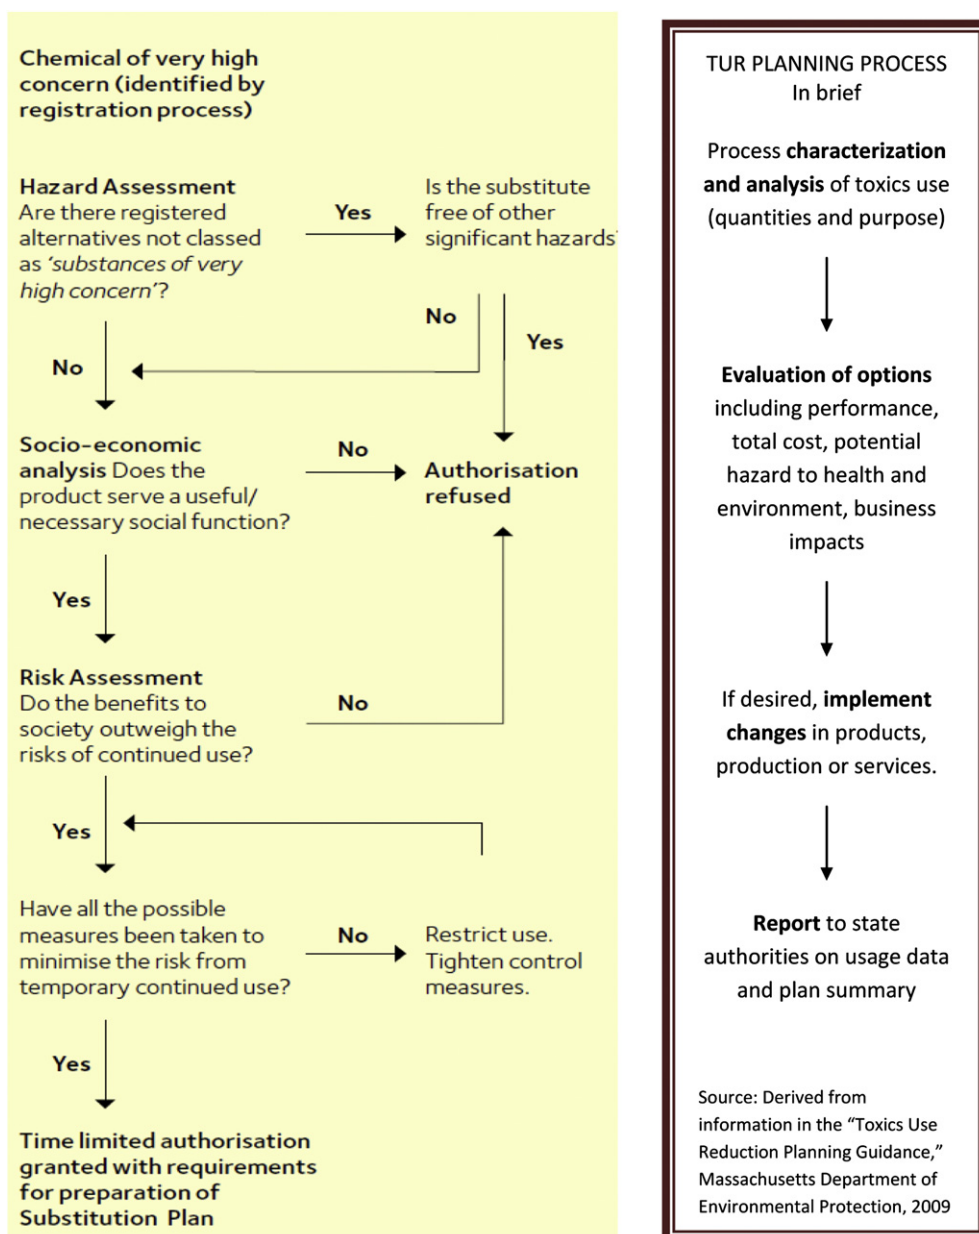 Chemical of very high
concern (identified by
registration process)
Hazard Assessment
Are there registered
alternatives not classed
as ‘substances of very
high concern’?
Yes
Is the substitute
free of other
significant hazards?
No
Yes
No
Socio-economic
analysis Does the
product serve a useful/
necessary social function?
No
Authorisation
refused
Yes
Risk Assessment
Do the benefits to
society outweigh the
risks of continued use?
No
Yes
Have all the possible
measures been taken to
minimise the risk from
temporary continued use?
No
Restrict use.
Tighten control
measures.
Yes
Time limited authorisation
granted with requirements
for preparation of
Substitution Plan
TUR PLANNING PROCESS
In brief
Process characterization
and analysis of toxics use
(quantities and purpose)
Evaluation of options
including performance,
total cost, potential
hazard to health and
environment, business
impacts
If desired, implement
changes in products,
production or services.
Report to state
authorities on usage data
and plan summary
Source: Derived from
information in the “Toxics Use
Reduction Planning Guidance,”
Massachusetts Department of
Environmental Protection, 2009